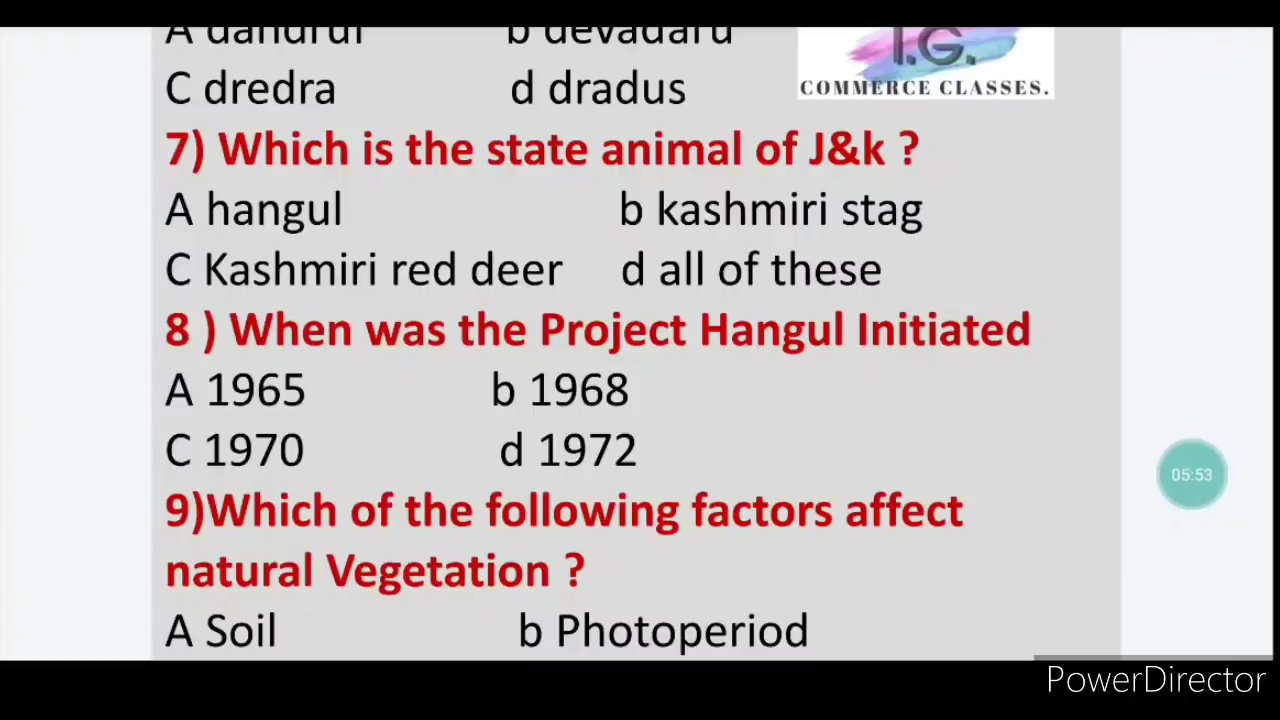 A dandruf b devadaru
I.G.
C dredra d dradus
COMMERCE CLASSES.
7) Which is the state animal of J&k ?
A hangul b kashmiri stag
C Kashmiri red deer d all of these
8 ) When was the Project Hangul Initiated
A 1965 b 1968
C 1970 d 1972
05:53
9)Which of the following factors affect
natural Vegetation ?
A Soil b Photoperiod
PowerDirector